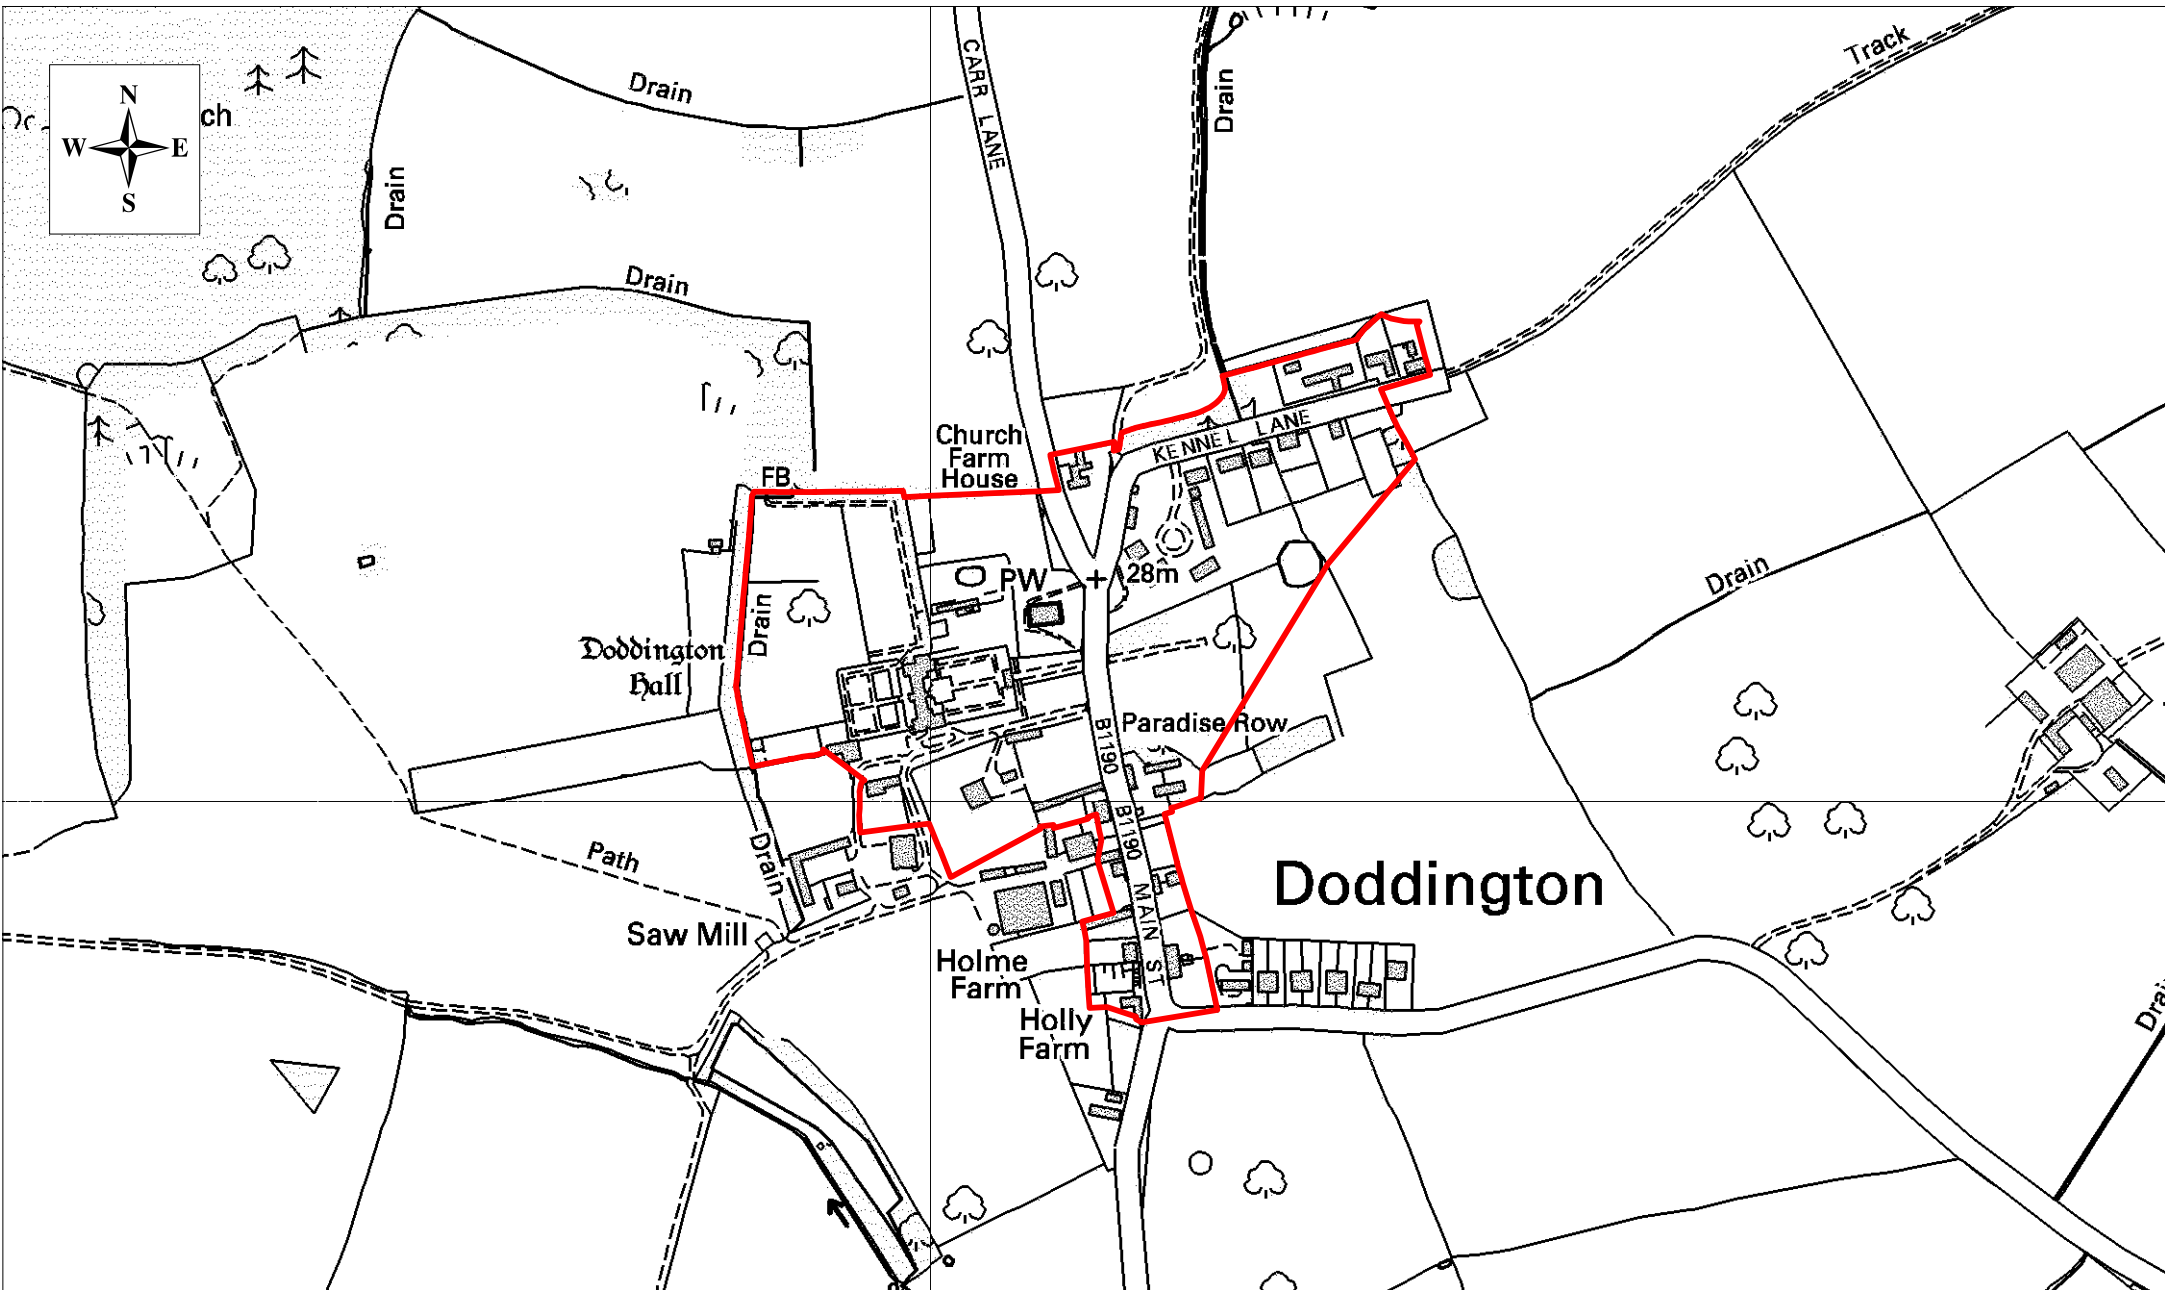 N
W E
S
ch
Drain
CARR LANE
Drain
Track
Drain
Drain
Church
Farm
House
KENNEL LANE
FB
PW
28m
Drain
Drain
Doddington
Hall
B1190
Paradise Row
B1190
MAIN ST
Path
Drain
Doddington
Saw Mill
Holme
Farm
Holly
Farm
Drain